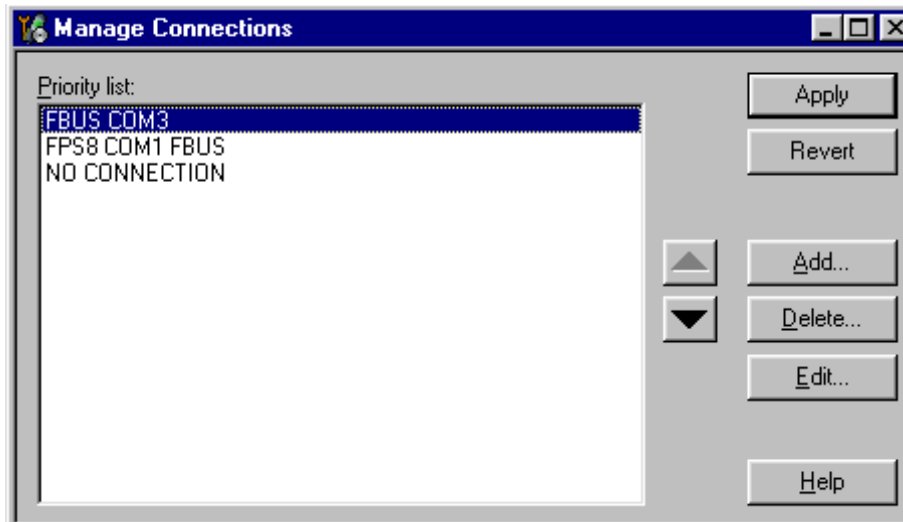 Manage Connections
Priority list:
FBUS COM3
FPS8 COM1 FBUS
NO CONNECTION
Apply
Revert
Add...
Delete...
Edit...
Help